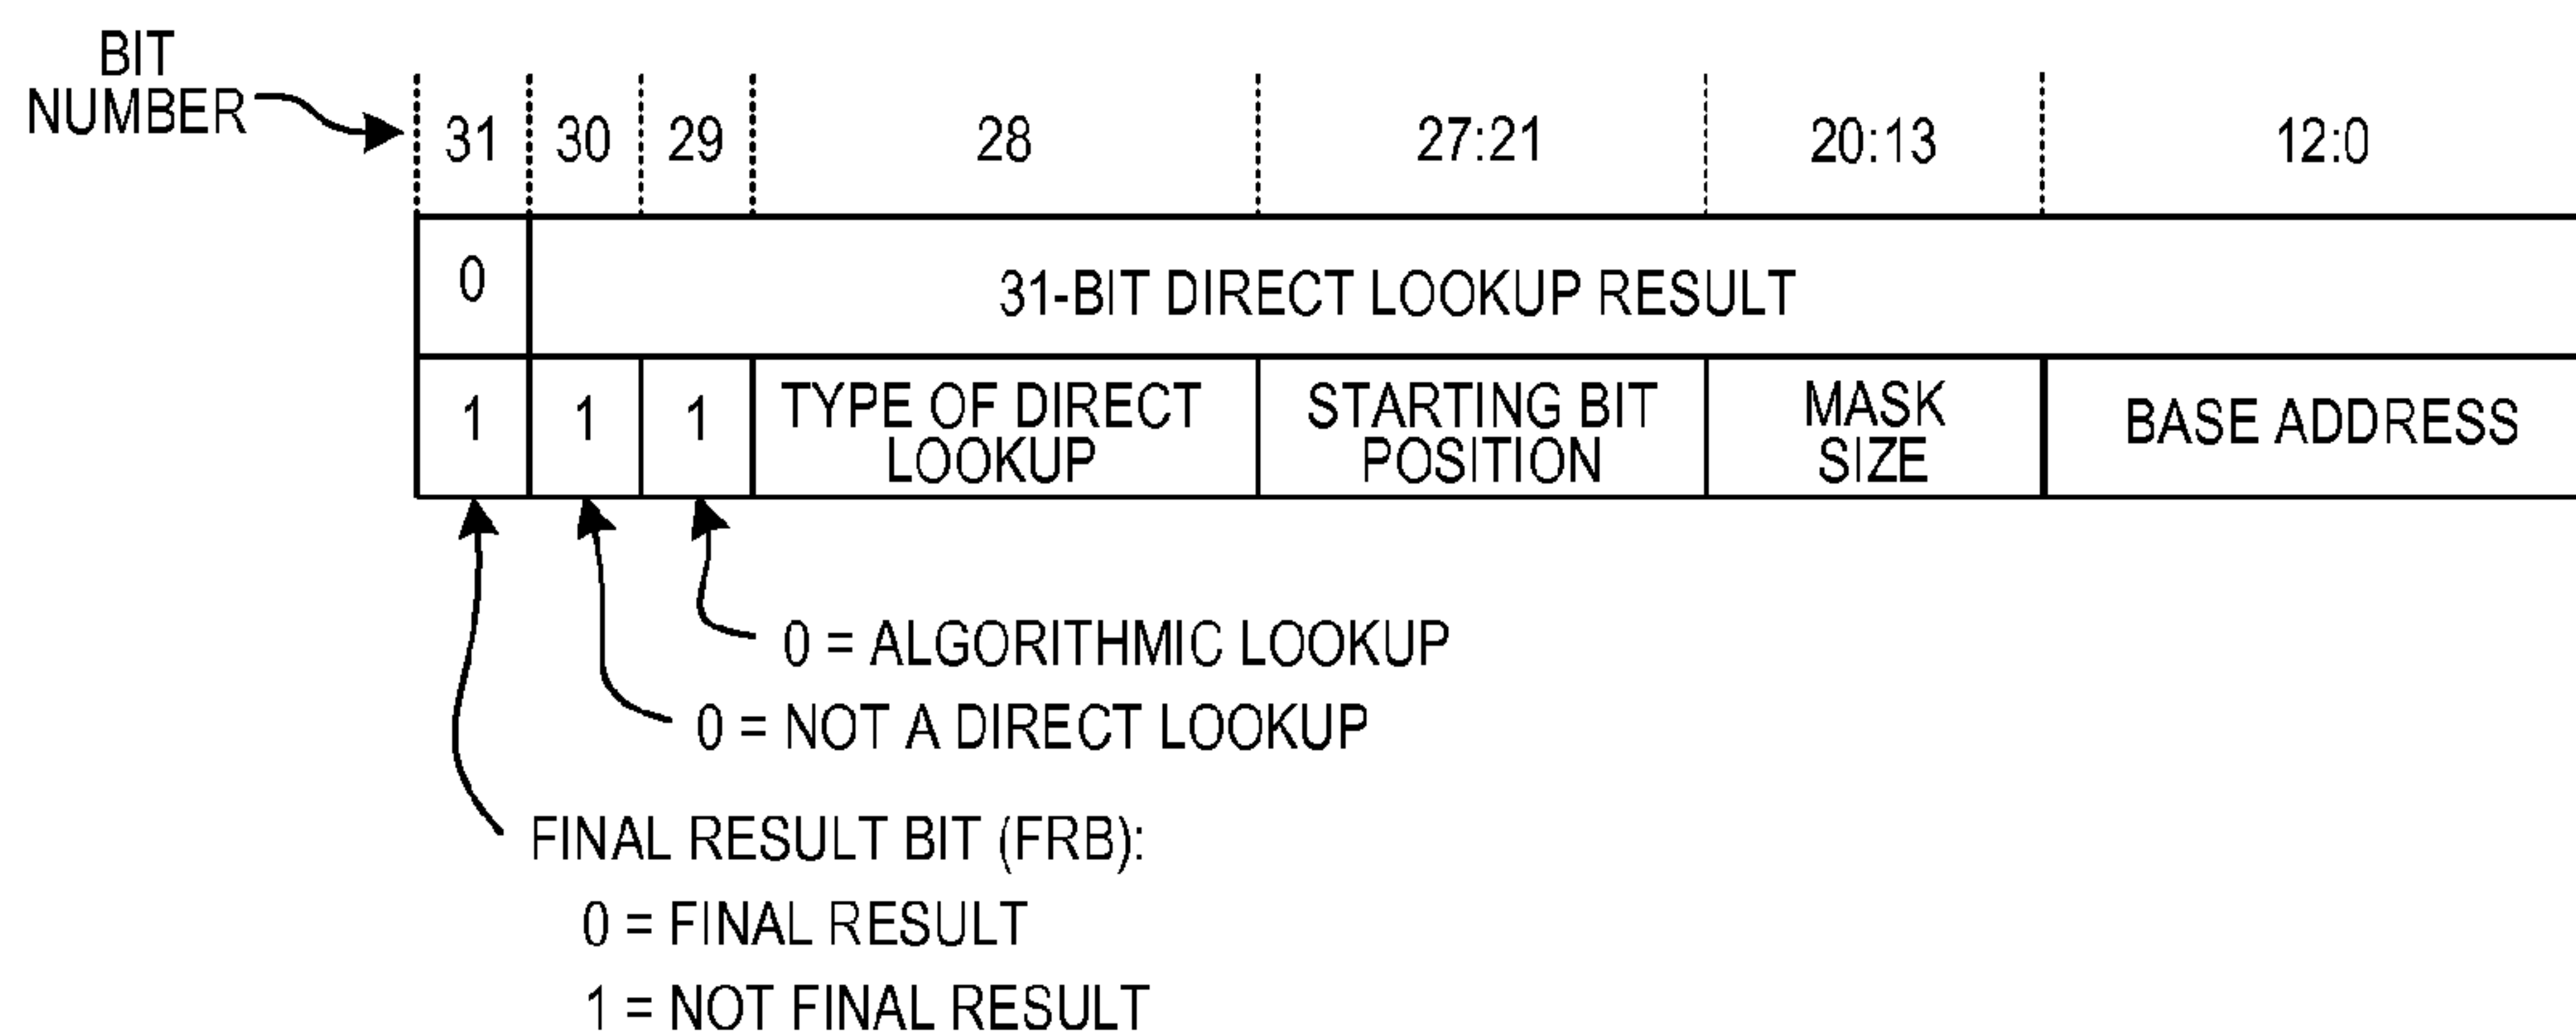 BIT
NUMBER
31 30 29 28 27:21 20:13 12:0
0 31-BIT DIRECT LOOKUP RESULT
1 1 1 TYPE OF DIRECT
LOOKUP
STARTING BIT
POSITION
MASK
SIZE
BASE ADDRESS
0 = ALGORITHMIC LOOKUP
0 = NOT A DIRECT LOOKUP
FINAL RESULT BIT (FRB):
0 = FINAL RESULT
1 = NOT FINAL RESULT